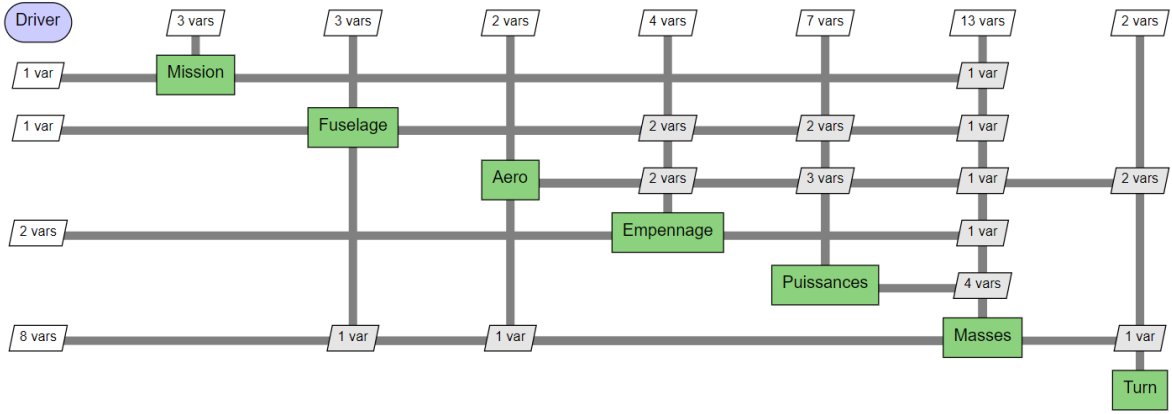 Driver
3 vars
3 vars
2 vars
4 vars
7 vars
13 vars
2 vars
1 var
Mission
1 var
1 var
Fuselage
2 vars
2 vars
1 var
Aero
2 vars
3 vars
1 var
2 vars
2 vars
Empennage
1 var
Puissances
4 vars
8 vars
1 var
1 var
Masses
1 var
Turn